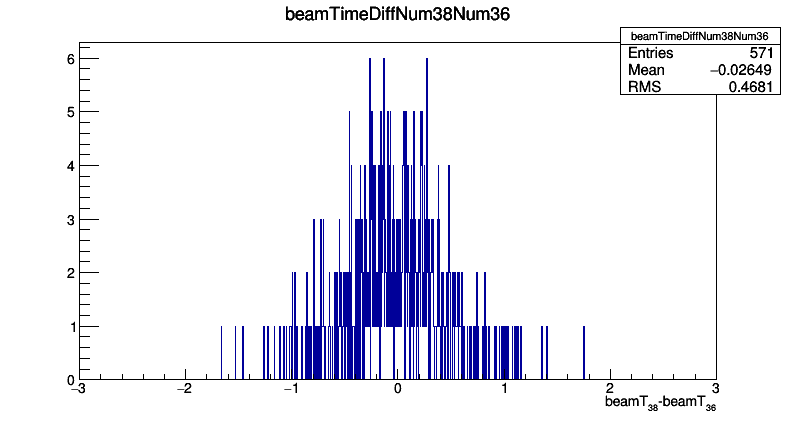 beamTimeDiffNum38Num36
beamTimeDiffNum38Num36
Entries 571
Mean −0.02649
RMS 0.4681
6
5
4
3
2
1
0
−3 −2 −1 0 1 2 3
beamT38-beamT36